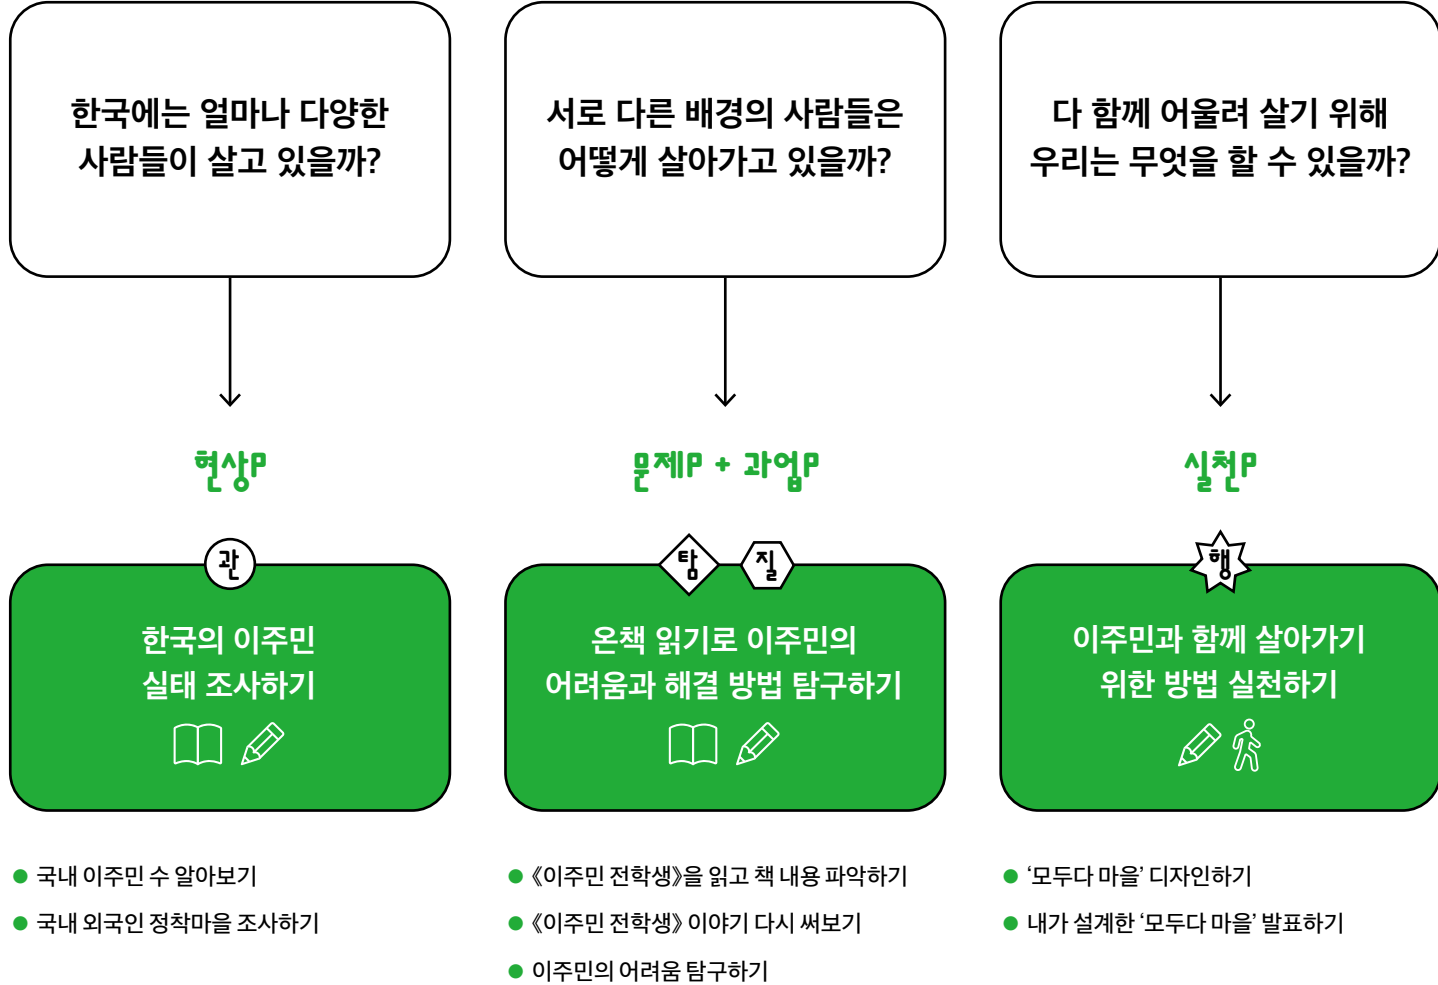 한국에는 얼마나 다양한
사람들이 살고 있을까?
현상P
관
한국의 이주민
실태 조사하기
● 국내 이주민 수 알아보기
● 국내 외국인 정착마을 조사하기
서로 다른 배경의 사람들은
어떻게 살아가고 있을까?
문제P + 과업P
탐 질
온책 읽기로 이주민의
어려움과 해결 방법 탐구하기
● 《이주민 전학생》을 읽고 책 내용 파악하기
● 《이주민 전학생》 이야기 다시 써보기
● 이주민의 어려움 탐구하기
다 함께 어울려 살기 위해
우리는 무엇을 할 수 있을까?
실천P
행
이주민과 함께 살아가기
위한 방법 실천하기
● ‘모두다 마을’ 디자인하기
● 내가 설계한 ‘모두다 마을’ 발표하기